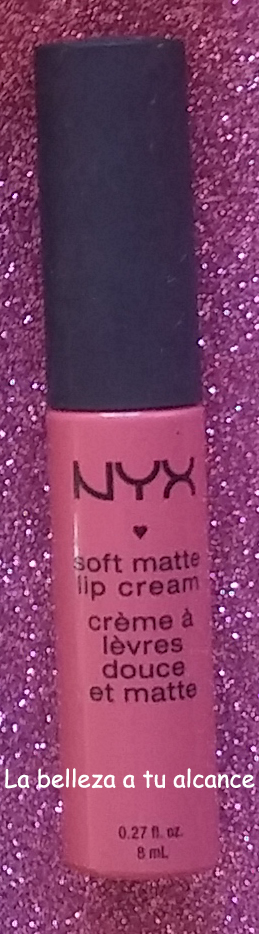 NYX
soft matte
lip cream
crème à
lèvres
douce
et matte
La belleza a tu alcance
0.27 fl. oz.
8 mL